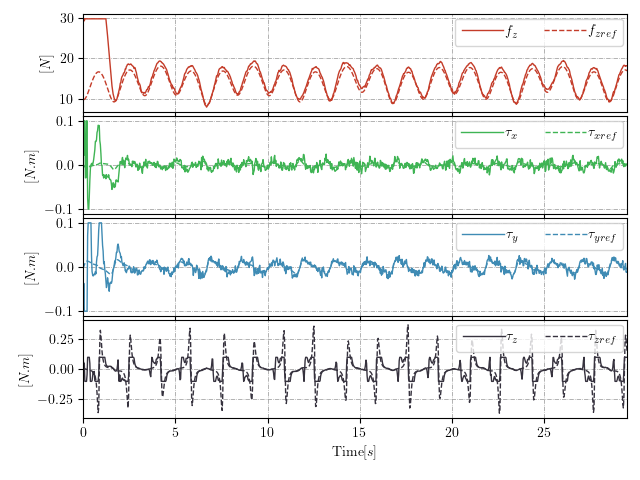 30
20
10
[N]
f_z
f_zref
0.1
0.0
−0.1
[N.m]
τ_x
τ_xref
0.1
0.0
−0.1
[N.m]
τ_y
τ_yref
0.25
0.00
−0.25
[N.m]
τ_z
τ_zref
0 5 10 15 20 25
Time[s]